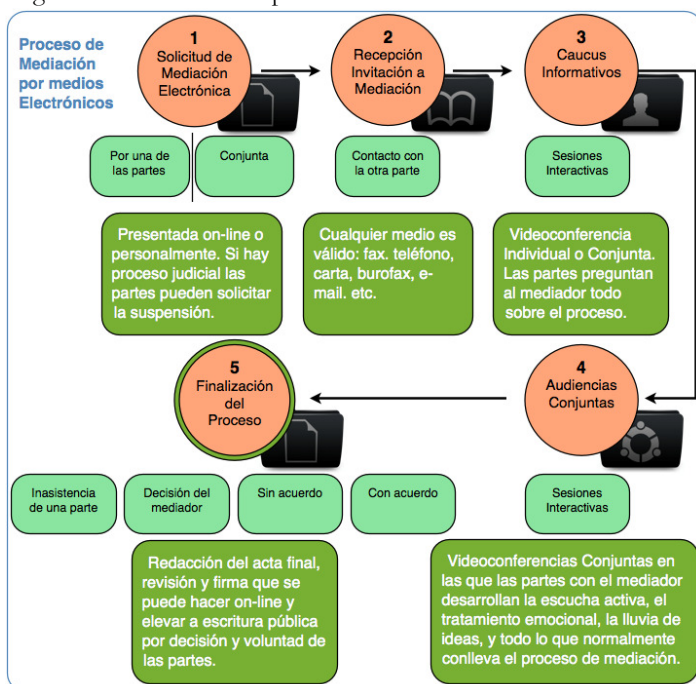 Proceso de
Mediación
por medios
Electrónicos
1
Solicitud de
Mediación
Electrónica
2
Recepción
Invitación a
Mediación
3
Caucus
Informativos
Por una de
las partes
Conjunta
Contacto con
la otra parte
Sesiones
Interactivas
Presentada on-line o
personalmente. Si hay
proceso judicial las
partes pueden solicitar
la suspensión.
Cualquier medio es
válido: fax. teléfono,
carta, burofax, e-
mail. etc.
Videoconferencia
Individual o Conjunta.
Las partes preguntan
al mediador todo
sobre el proceso.
5
Finalización
del
Proceso
4
Audiencias
Conjuntas
Inasistencia
de una parte
Decisión del
mediador
Sin acuerdo
Con acuerdo
Sesiones
Interactivas
Redacción del acta final,
revisión y firma que se
puede hacer on-line y
elevar a escritura pública
por decisión y voluntad de
las partes.
Videoconferencias Conjuntas en
las que las partes con el mediador
desarrollan la escucha activa, el
tratamiento emocional, la lluvia de
ideas, y todo lo que normalmente
conlleva el proceso de mediación.